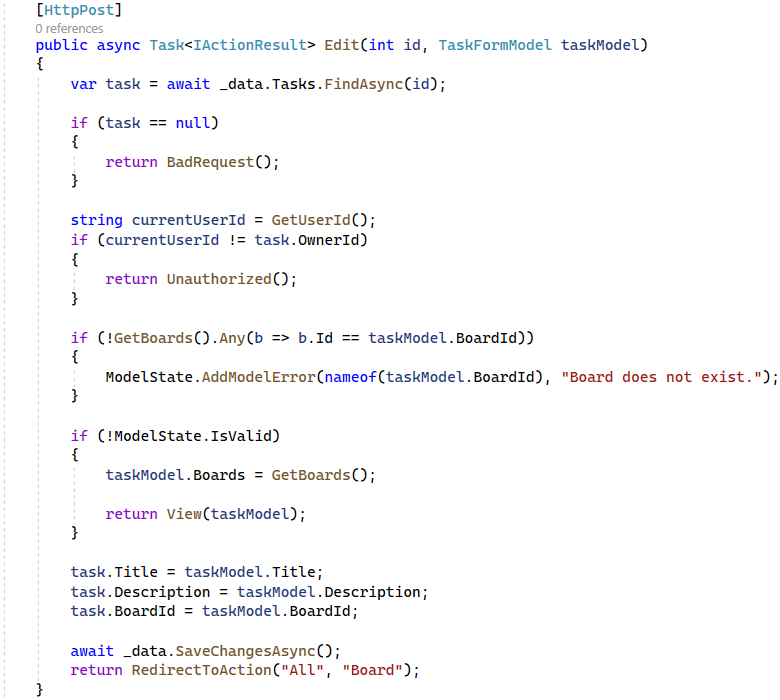 [HttpPost]
0 references
public async Task<IActionResult> Edit(int id, TaskFormModel taskModel)
{
    var task = await _data.Tasks.FindAsync(id);

    if (task == null)
    {
        return BadRequest();
    }

    string currentUserId = GetUserId();
    if (currentUserId != task.OwnerId)
    {
        return Unauthorized();
    }

    if (!GetBoards().Any(b => b.Id == taskModel.BoardId))
    {
        ModelState.AddModelError(nameof(taskModel.BoardId), "Board does not exist.");
    }

    if (!ModelState.IsValid)
    {
        taskModel.Boards = GetBoards();

        return View(taskModel);
    }

    task.Title = taskModel.Title;
    task.Description = taskModel.Description;
    task.BoardId = taskModel.BoardId;

    await _data.SaveChangesAsync();
    return RedirectToAction("All", "Board");
}